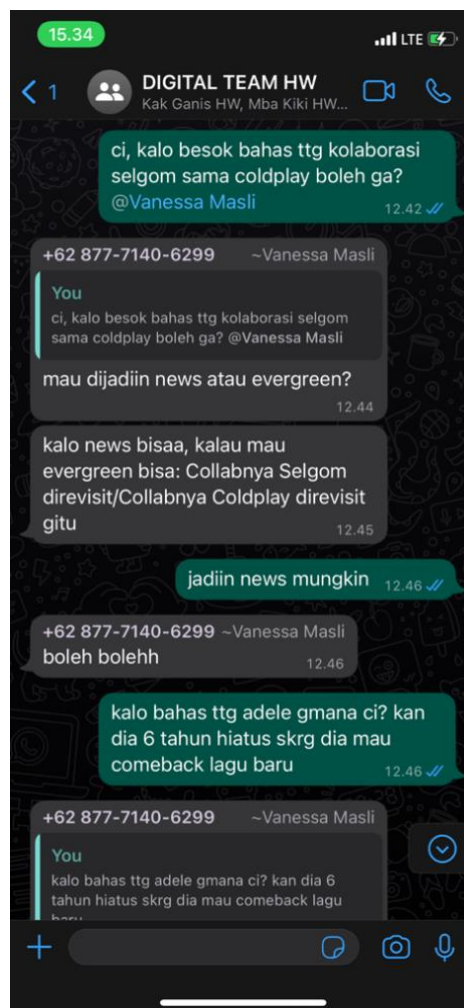 15.34
LTE
1
DIGITAL TEAM HW
Kak Ganis HW, Mba Kiki HW...
ci, kalo besok bahas ttg kolaborasi
selgom sama coldplay boleh ga?
@Vanessa Masli
12.42
+62 877-7140-6299 ~Vanessa Masli
You
ci, kalo besok bahas ttg kolaborasi selgom
sama coldplay boleh ga? @Vanessa Masli
mau dijadiin news atau evergreen?
12.44
kalo news bisaa, kalau mau
evergreen bisa: Collabnya Selgom
direvisit/Collabnya Coldplay direvisit
gitu
12.45
jadiin news mungkin 12.46
+62 877-7140-6299 ~Vanessa Masli
boleh bolehh
12.46
kalo bahas ttg adele gmana ci? kan
dia 6 tahun hiatus skrg dia mau
comeback lagu baru
12.46
+62 877-7140-6299 ~Vanessa Masli
You
kalo bahas ttg adele gmana ci? kan dia 6
tahun hiatus skrg dia mau comeback lagu
baru